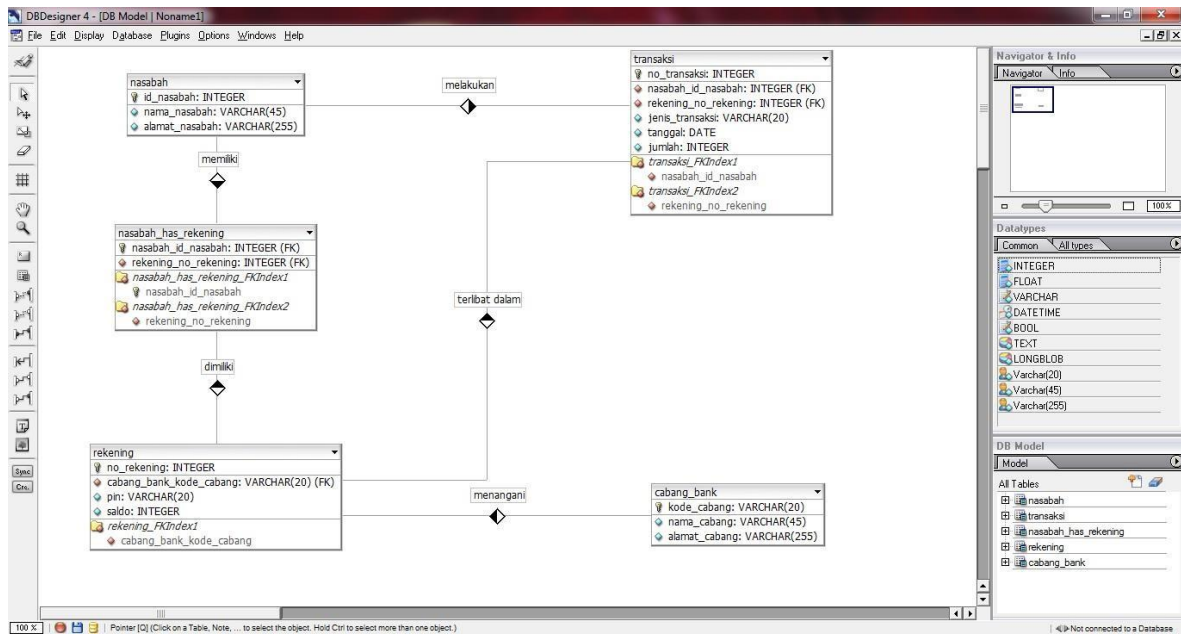 DBDesigner 4 - [DB Model | Noname1]
File Edit Display Database Plugins Options Windows Help
nasabah
id_nasabah: INTEGER
nama_nasabah: VARCHAR(45)
alamat_nasabah: VARCHAR(255)
melakukan
transaksi
no_transaksi: INTEGER
nasabah_id_nasabah: INTEGER (FK)
rekening_no_rekening: INTEGER (FK)
jenis_transaksi: VARCHAR(20)
tanggal: DATE
jumlah: INTEGER
transaksi_FKIndex1
nasabah_id_nasabah
transaksi_FKIndex2
rekening_no_rekening
memiliki
nasabah_has_rekening
nasabah_id_nasabah: INTEGER (FK)
rekening_no_rekening: INTEGER (FK)
nasabah_has_rekening_FKIndex1
nasabah_id_nasabah
nasabah_has_rekening_FKIndex2
rekening_no_rekening
terlibat dalam
dimiliki
rekening
no_rekening: INTEGER
cabang_bank_kode_cabang: VARCHAR(20) (FK)
pin: VARCHAR(20)
saldo: INTEGER
rekening_FKIndex1
cabang_bank_kode_cabang
menangani
cabang_bank
kode_cabang: VARCHAR(20)
nama_cabang: VARCHAR(45)
alamat_cabang: VARCHAR(255)
Navigator & Info
Navigator Info
100%
Datatypes
Common All types
INTEGER
FLOAT
VARCHAR
DATETIME
BOOL
TEXT
LONGBLOB
Varchar(20)
Varchar(45)
Varchar(255)
DB Model
Model
All Tables
nasabah
transaksi
nasabah_has_rekening
rekening
cabang_bank
Sync
Cro.
100 % Pointer [Q] (Click on a Table, Note, ... to select the object. Hold Ctrl to select more than one object.) Not connected to a Database